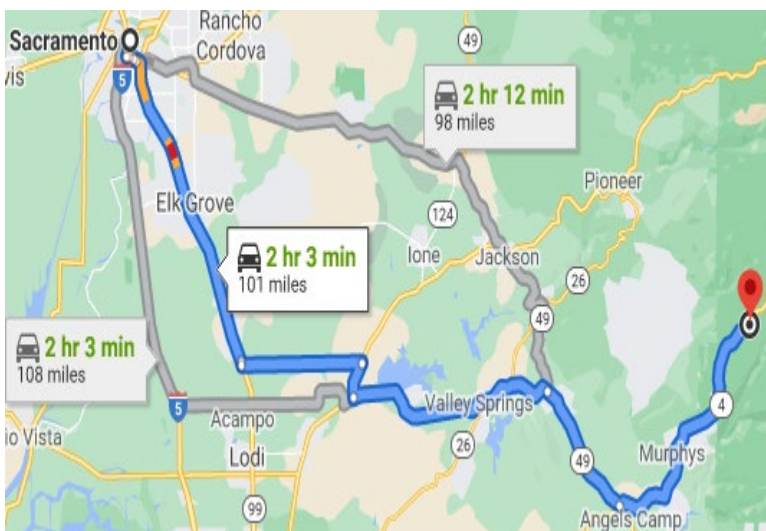 Rancho
Cordova
Sacramento
vis
5
49
2 hr 12 min
98 miles
Pioneer
Elk Grove
124
Ione
Jackson
2 hr 3 min
101 miles
26
49
2 hr 3 min
108 miles
5
Acampo
Valley Springs
4
io Vista
Lodi
26
49
Murphys
99
Angels Camp